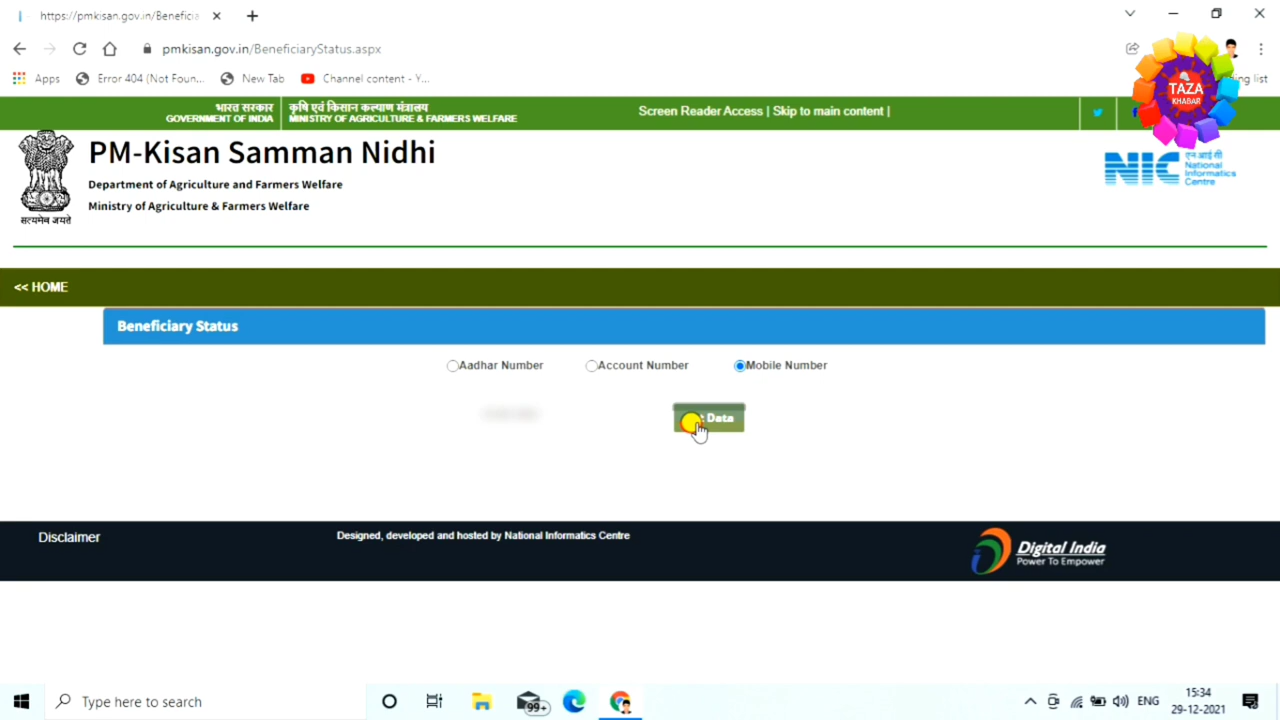 https://pmkisan.gov.in/Beneficia
pmkisan.gov.in/BeneficiaryStatus.aspx
Apps
Error 404 (Not Foun...
New Tab
Channel content - Y...
ng list
TAZA
KHABAR
भारत सरकार
GOVERNMENT OF INDIA
कृषि एवं किसान कल्याण मंत्रालय
MINISTRY OF AGRICULTURE & FARMERS WELFARE
Screen Reader Access | Skip to main content |
PM-Kisan Samman Nidhi
Department of Agriculture and Farmers Welfare
Ministry of Agriculture & Farmers Welfare
सत्यमेव जयते
NIC
एन आई सी
National
Informatics
Centre
<< HOME
Beneficiary Status
Aadhar Number
Account Number
Mobile Number
Data
Disclaimer
Designed, developed and hosted by National Informatics Centre
Digital India
Power To Empower
Type here to search
99+
ENG
15:34
29-12-2021